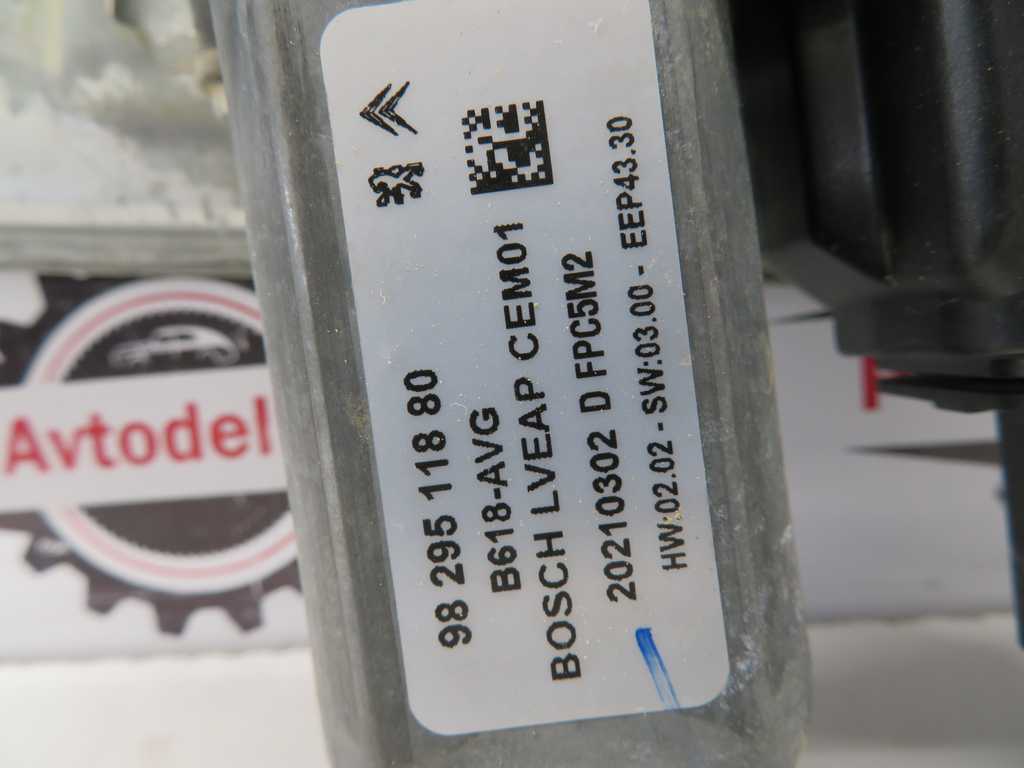 98 295 118 80
B618-AVG
BOSCH LVEAP CEM01
20210302 D FPC5M2
HW:02.02 - SW:03.00 - EEP43.30
Avtodel